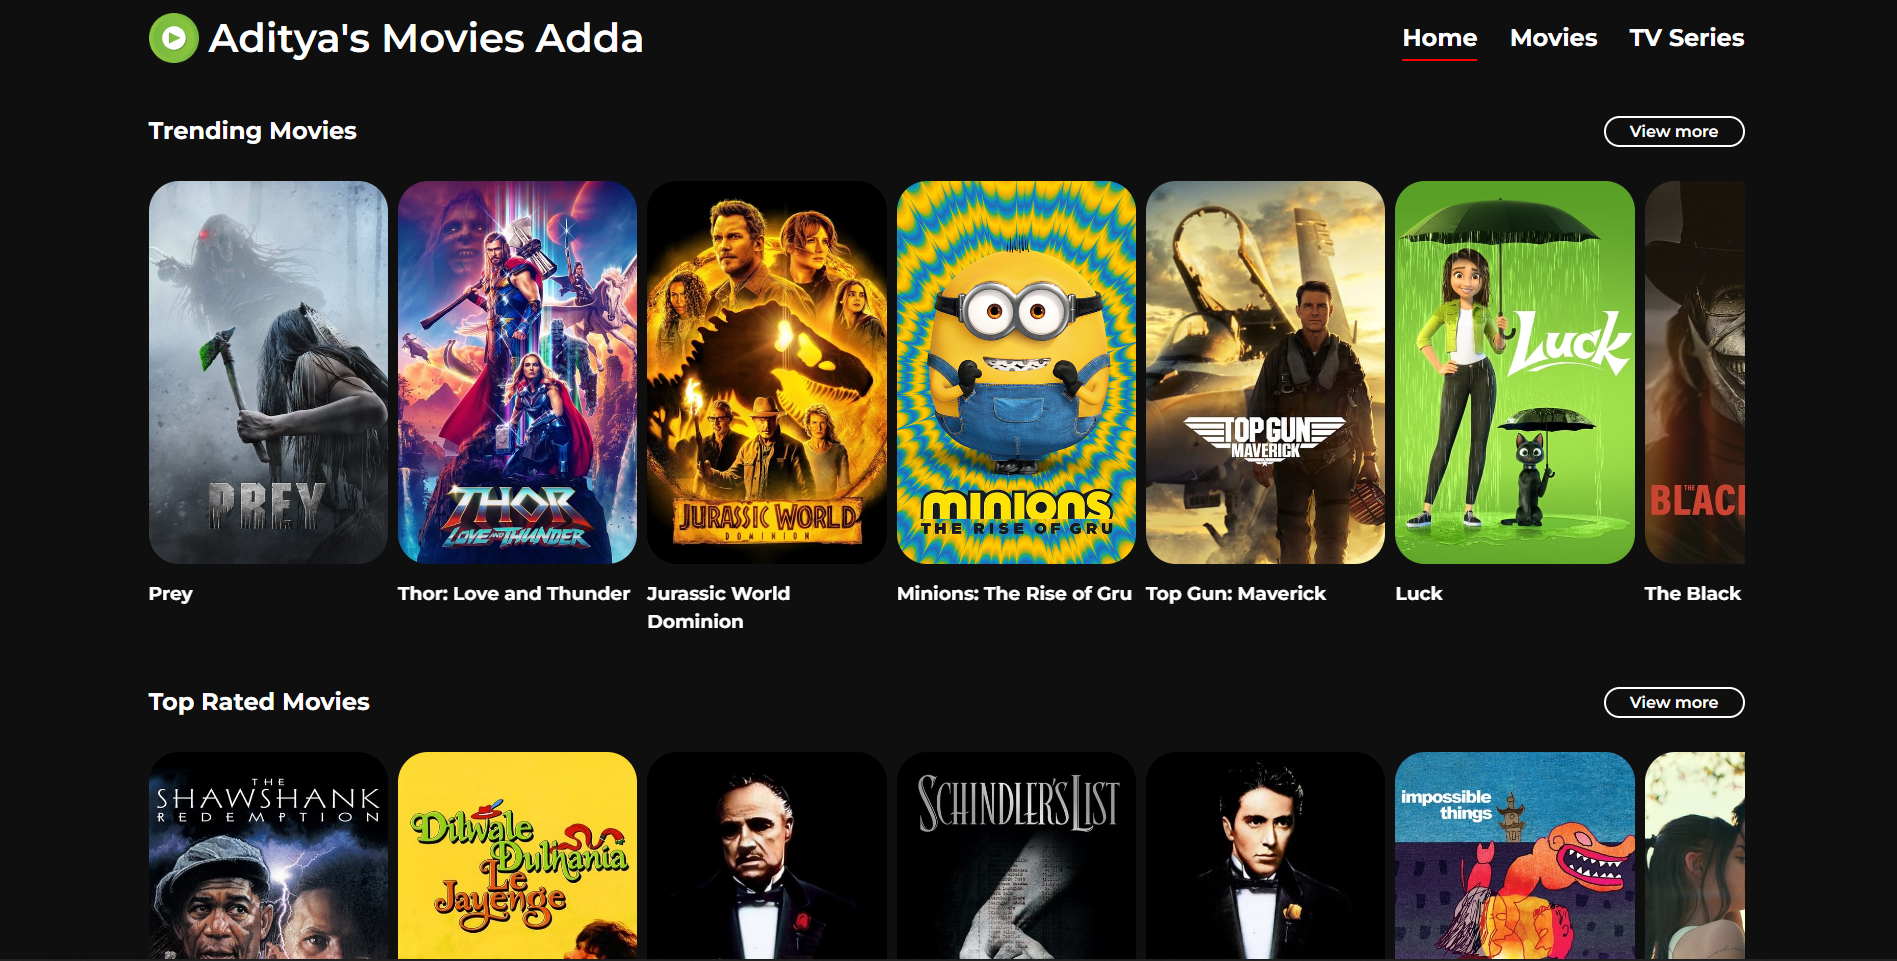 Aditya's Movies Adda
Home Movies TV Series
Trending Movies
View more
PREY
THOR
LOVE AND THUNDER
JURASSIC WORLD
DOMINION
minions
THE RISE OF GRU
TOP GUN
MAVERICK
Luck
THE
BLAC
Prey
Thor: Love and Thunder
Jurassic World
Dominion
Minions: The Rise of Gru
Top Gun: Maverick
Luck
The Black
Top Rated Movies
View more
THE
SHAWSHANK
REDEMPTION
Dilwale
Dulhania
Le
Jayenge
SCHINDLER'S LIST
impossible
things